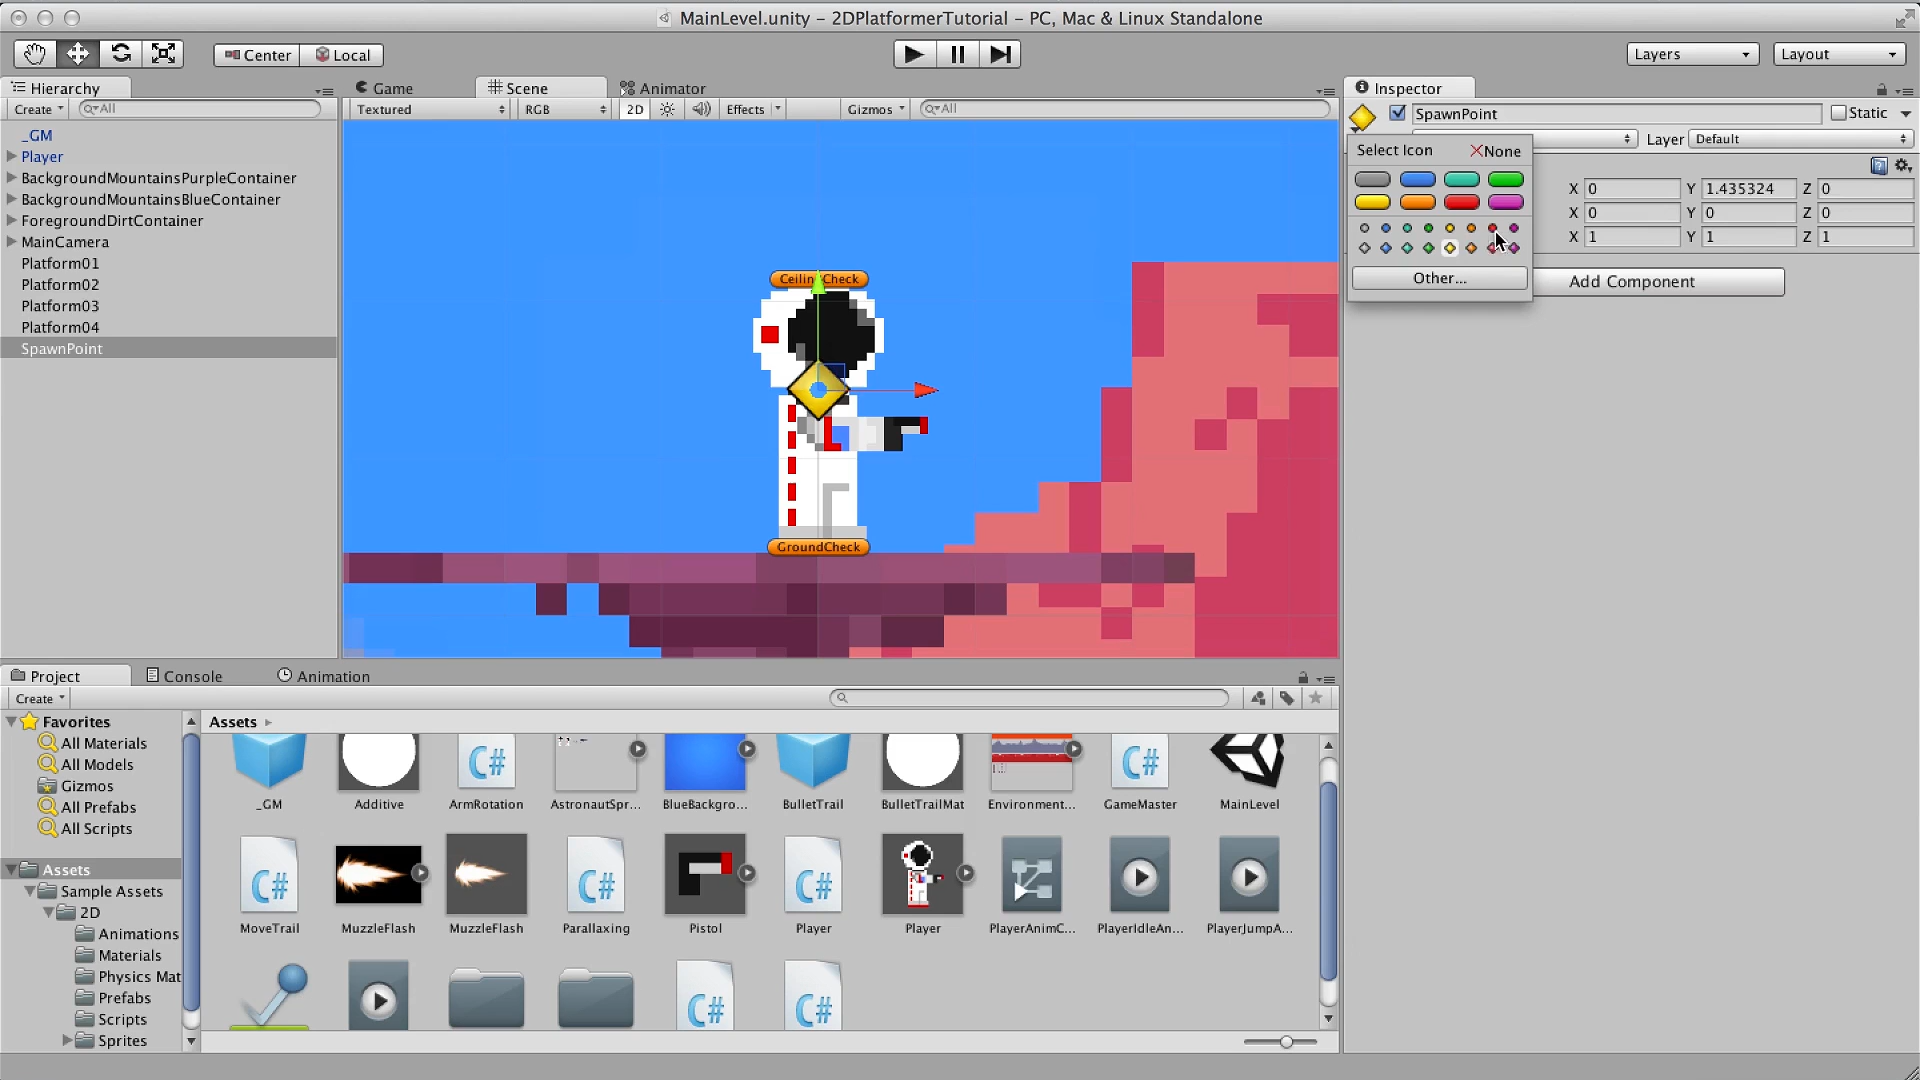 MainLevel.unity – 2DPlatformerTutorial – PC, Mac & Linux Standalone
Center Local
Layers Layout
Hierarchy
Game Scene Animator
Inspector
Create All
Textured RGB 2D Effects Gizmos All
SpawnPoint Static
Layer Default
Select Icon None
Other...
X 0 Y 1.435324 Z 0
X 0 Y 0 Z 0
X 1 Y 1 Z 1
Add Component
_GM
Player
BackgroundMountainsPurpleContainer
BackgroundMountainsBlueContainer
ForegroundDirtContainer
MainCamera
Platform01
Platform02
Platform03
Platform04
SpawnPoint
GroundCheck
Project Console Animation
Create
Favorites
All Materials
All Models
Gizmos
All Prefabs
All Scripts
Assets
Sample Assets
2D
Animations
Materials
Physics Mat
Prefabs
Scripts
Sprites
Assets
C# C#
_GM Additive ArmRotation AstronautSpr... BlueBackgro... BulletTrail BulletTrailMat Environment... GameMaster MainLevel
C# C# C#
MoveTrail MuzzleFlash MuzzleFlash Parallaxing Pistol Player Player PlayerAnimC... PlayerIdleAn... PlayerJumpA...
C# C#